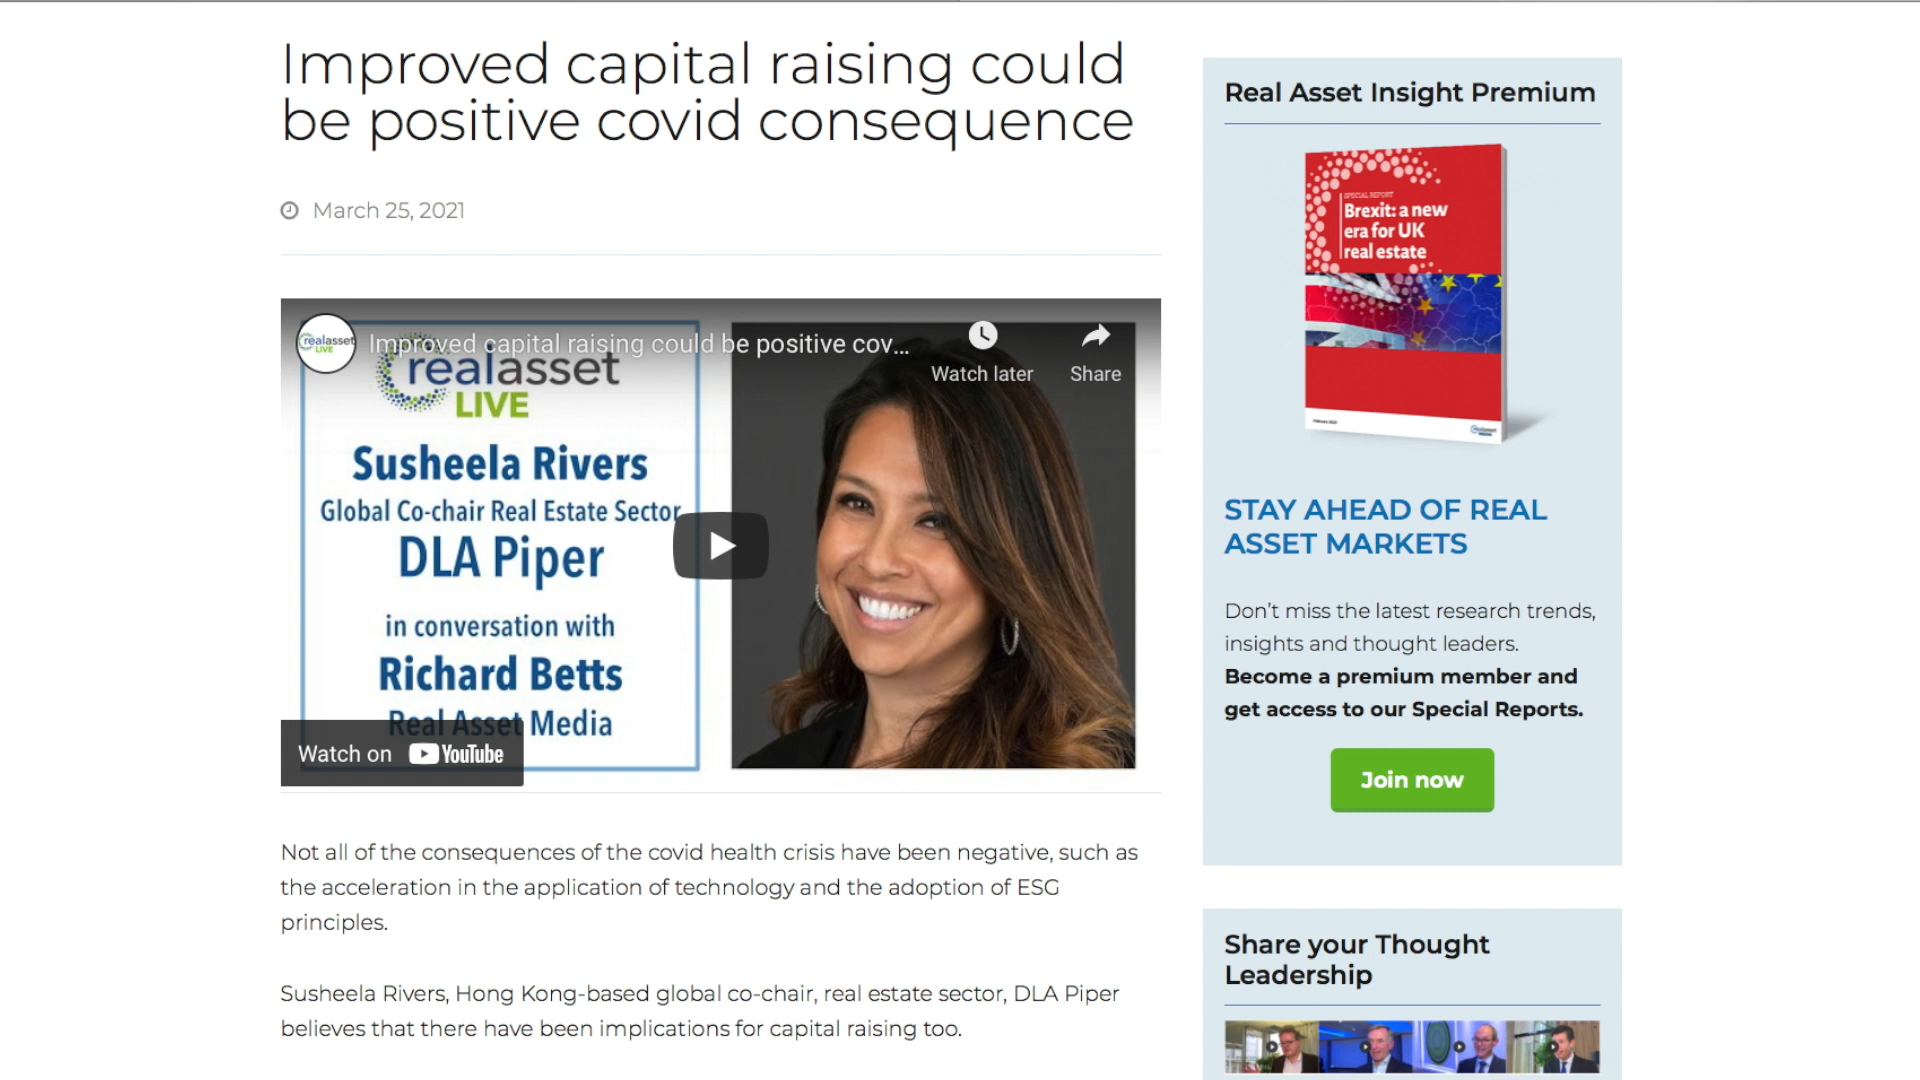 Improved capital raising could
be positive covid consequence
March 25, 2021
realasset
LIVE
Improved capital raising could be positive cov...
Watch later
Share
realasset
LIVE
Susheela Rivers
Global Co-chair Real Estate Sector
DLA Piper
in conversation with
Richard Betts
Real Asset Media
Watch on YouTube
Not all of the consequences of the covid health crisis have been negative, such as
the acceleration in the application of technology and the adoption of ESG
principles.
Susheela Rivers, Hong Kong-based global co-chair, real estate sector, DLA Piper
believes that there have been implications for capital raising too.
Real Asset Insight Premium
SPECIAL REPORT
Brexit: a new
era for UK
real estate
February 2021
realasset
MEDIA
STAY AHEAD OF REAL
ASSET MARKETS
Don't miss the latest research trends,
insights and thought leaders.
Become a premium member and
get access to our Special Reports.
Join now
Share your Thought
Leadership